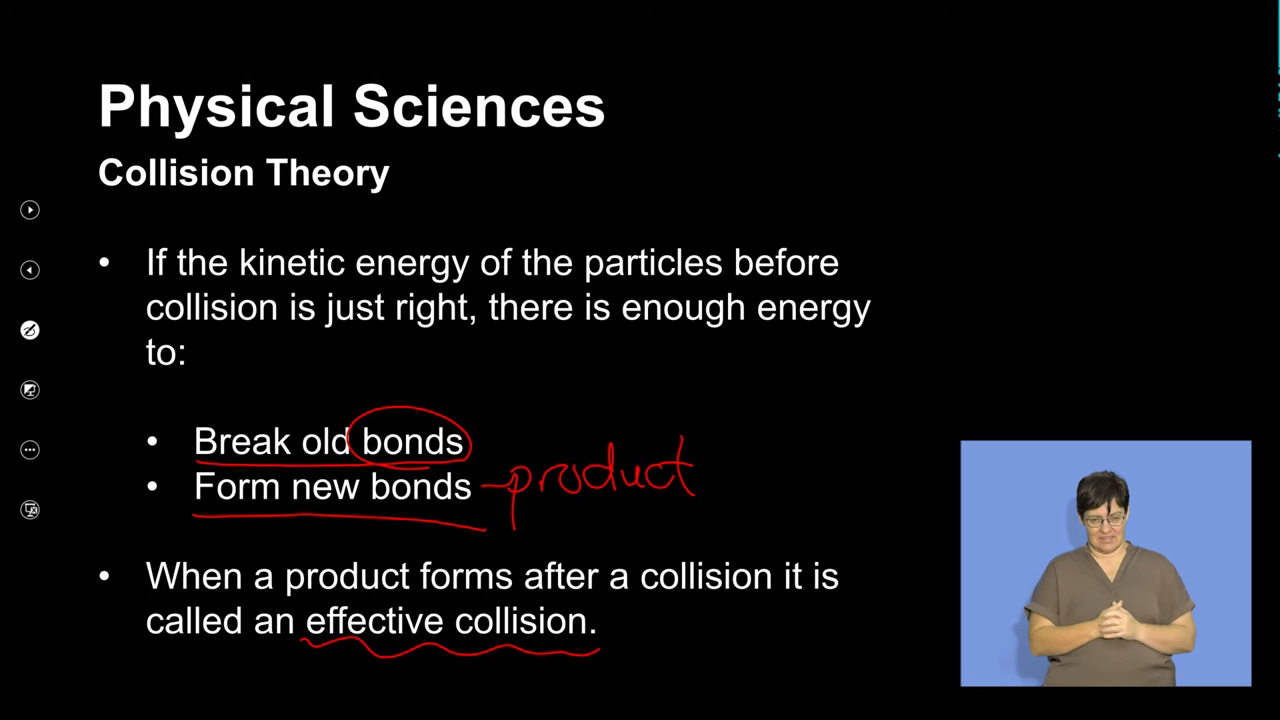 Physical Sciences
Collision Theory
• If the kinetic energy of the particles before
collision is just right, there is enough energy
to:
• Break old bonds
• Form new bonds - product
• When a product forms after a collision it is
called an effective collision.